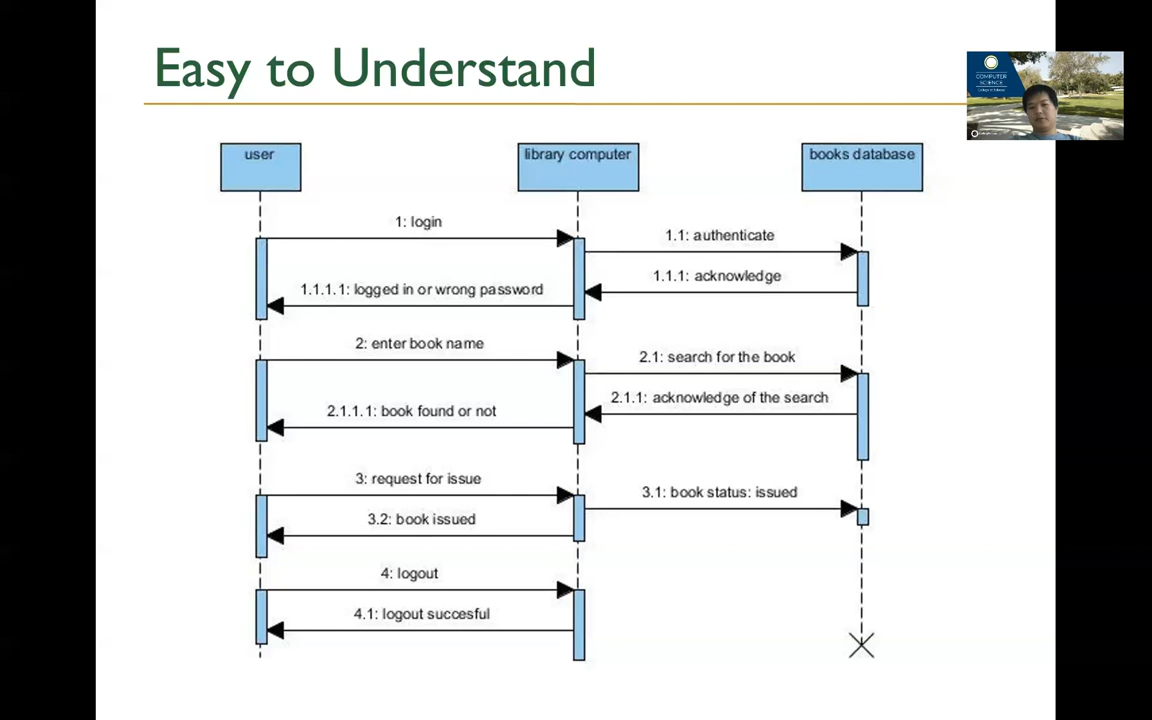 Easy to Understand
COMPUTER
SCIENCE
user
library computer
books database
1: login
1.1: authenticate
1.1.1: acknowledge
1.1.1.1: logged in or wrong password
2: enter book name
2.1: search for the book
2.1.1: acknowledge of the search
2.1.1.1: book found or not
3: request for issue
3.1: book status: issued
3.2: book issued
4: logout
4.1: logout succesful